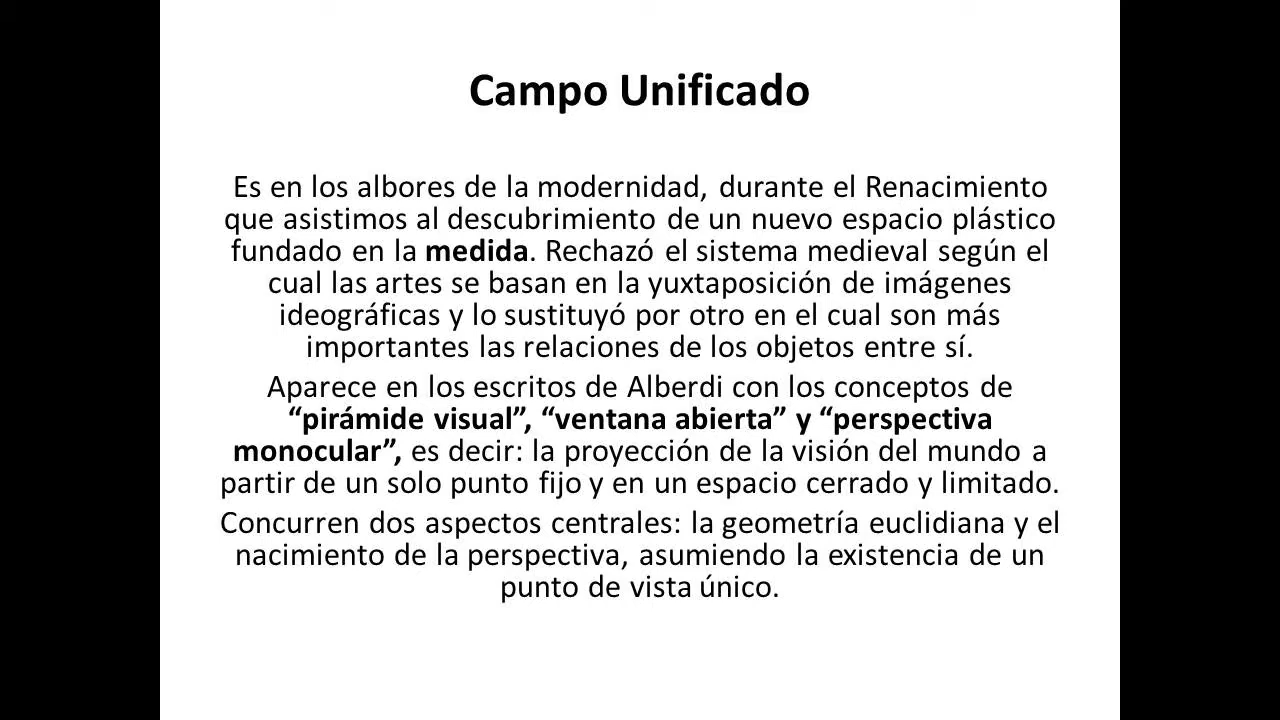 Campo Unificado
Es en los albores de la modernidad, durante el Renacimiento
que asistimos al descubrimiento de un nuevo espacio plástico
fundado en la medida. Rechazó el sistema medieval según el
cual las artes se basan en la yuxtaposición de imágenes
ideográficas y lo sustituyó por otro en el cual son más
importantes las relaciones de los objetos entre sí.
Aparece en los escritos de Alberdi con los conceptos de
“pirámide visual”, “ventana abierta” y “perspectiva
monocular”, es decir: la proyección de la visión del mundo a
partir de un solo punto fijo y en un espacio cerrado y limitado.
Concurren dos aspectos centrales: la geometría euclidiana y el
nacimiento de la perspectiva, asumiendo la existencia de un
punto de vista único.